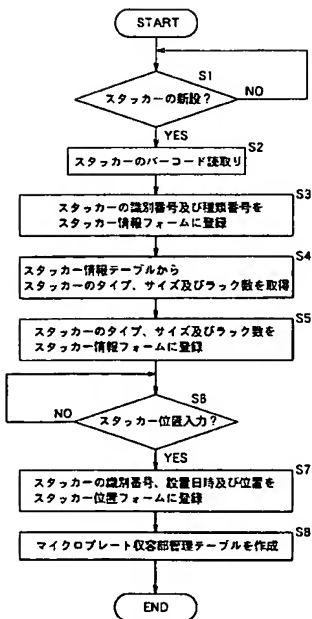 START
S1
スタッカーの新設？
NO
YES
S2
スタッカーのバーコード読取り
S3
スタッカーの識別番号及び種類番号を
スタッカー情報フォームに登録
S4
スタッカー情報テーブルから
スタッカーのタイプ、サイズ及びラック数を取得
S5
スタッカーのタイプ、サイズ及びラック数を
スタッカー情報フォームに登録
S6
NO
スタッカー位置入力？
YES
S7
スタッカーの識別番号、設置日時及び位置を
スタッカー位置フォームに登録
S8
マイクロプレート収容部管理テーブルを作成
END